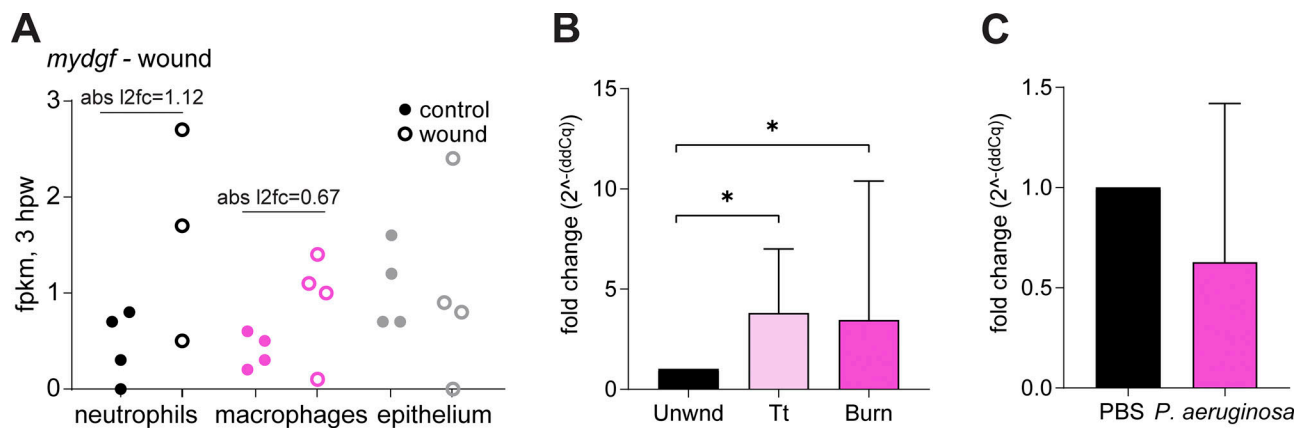 A
mydgf - wound
abs l2fc=1.12
abs l2fc=0.67
control
wound
fpkm, 3 hpw
3
2
1
0
neutrophils macrophages epithelium
B
fold change (2^-(ddCq))
15
10
5
0
*
*
Unwnd Tt Burn
C
fold change (2^-(ddCq))
1.5
1.0
0.5
0.0
PBS P. aeruginosa